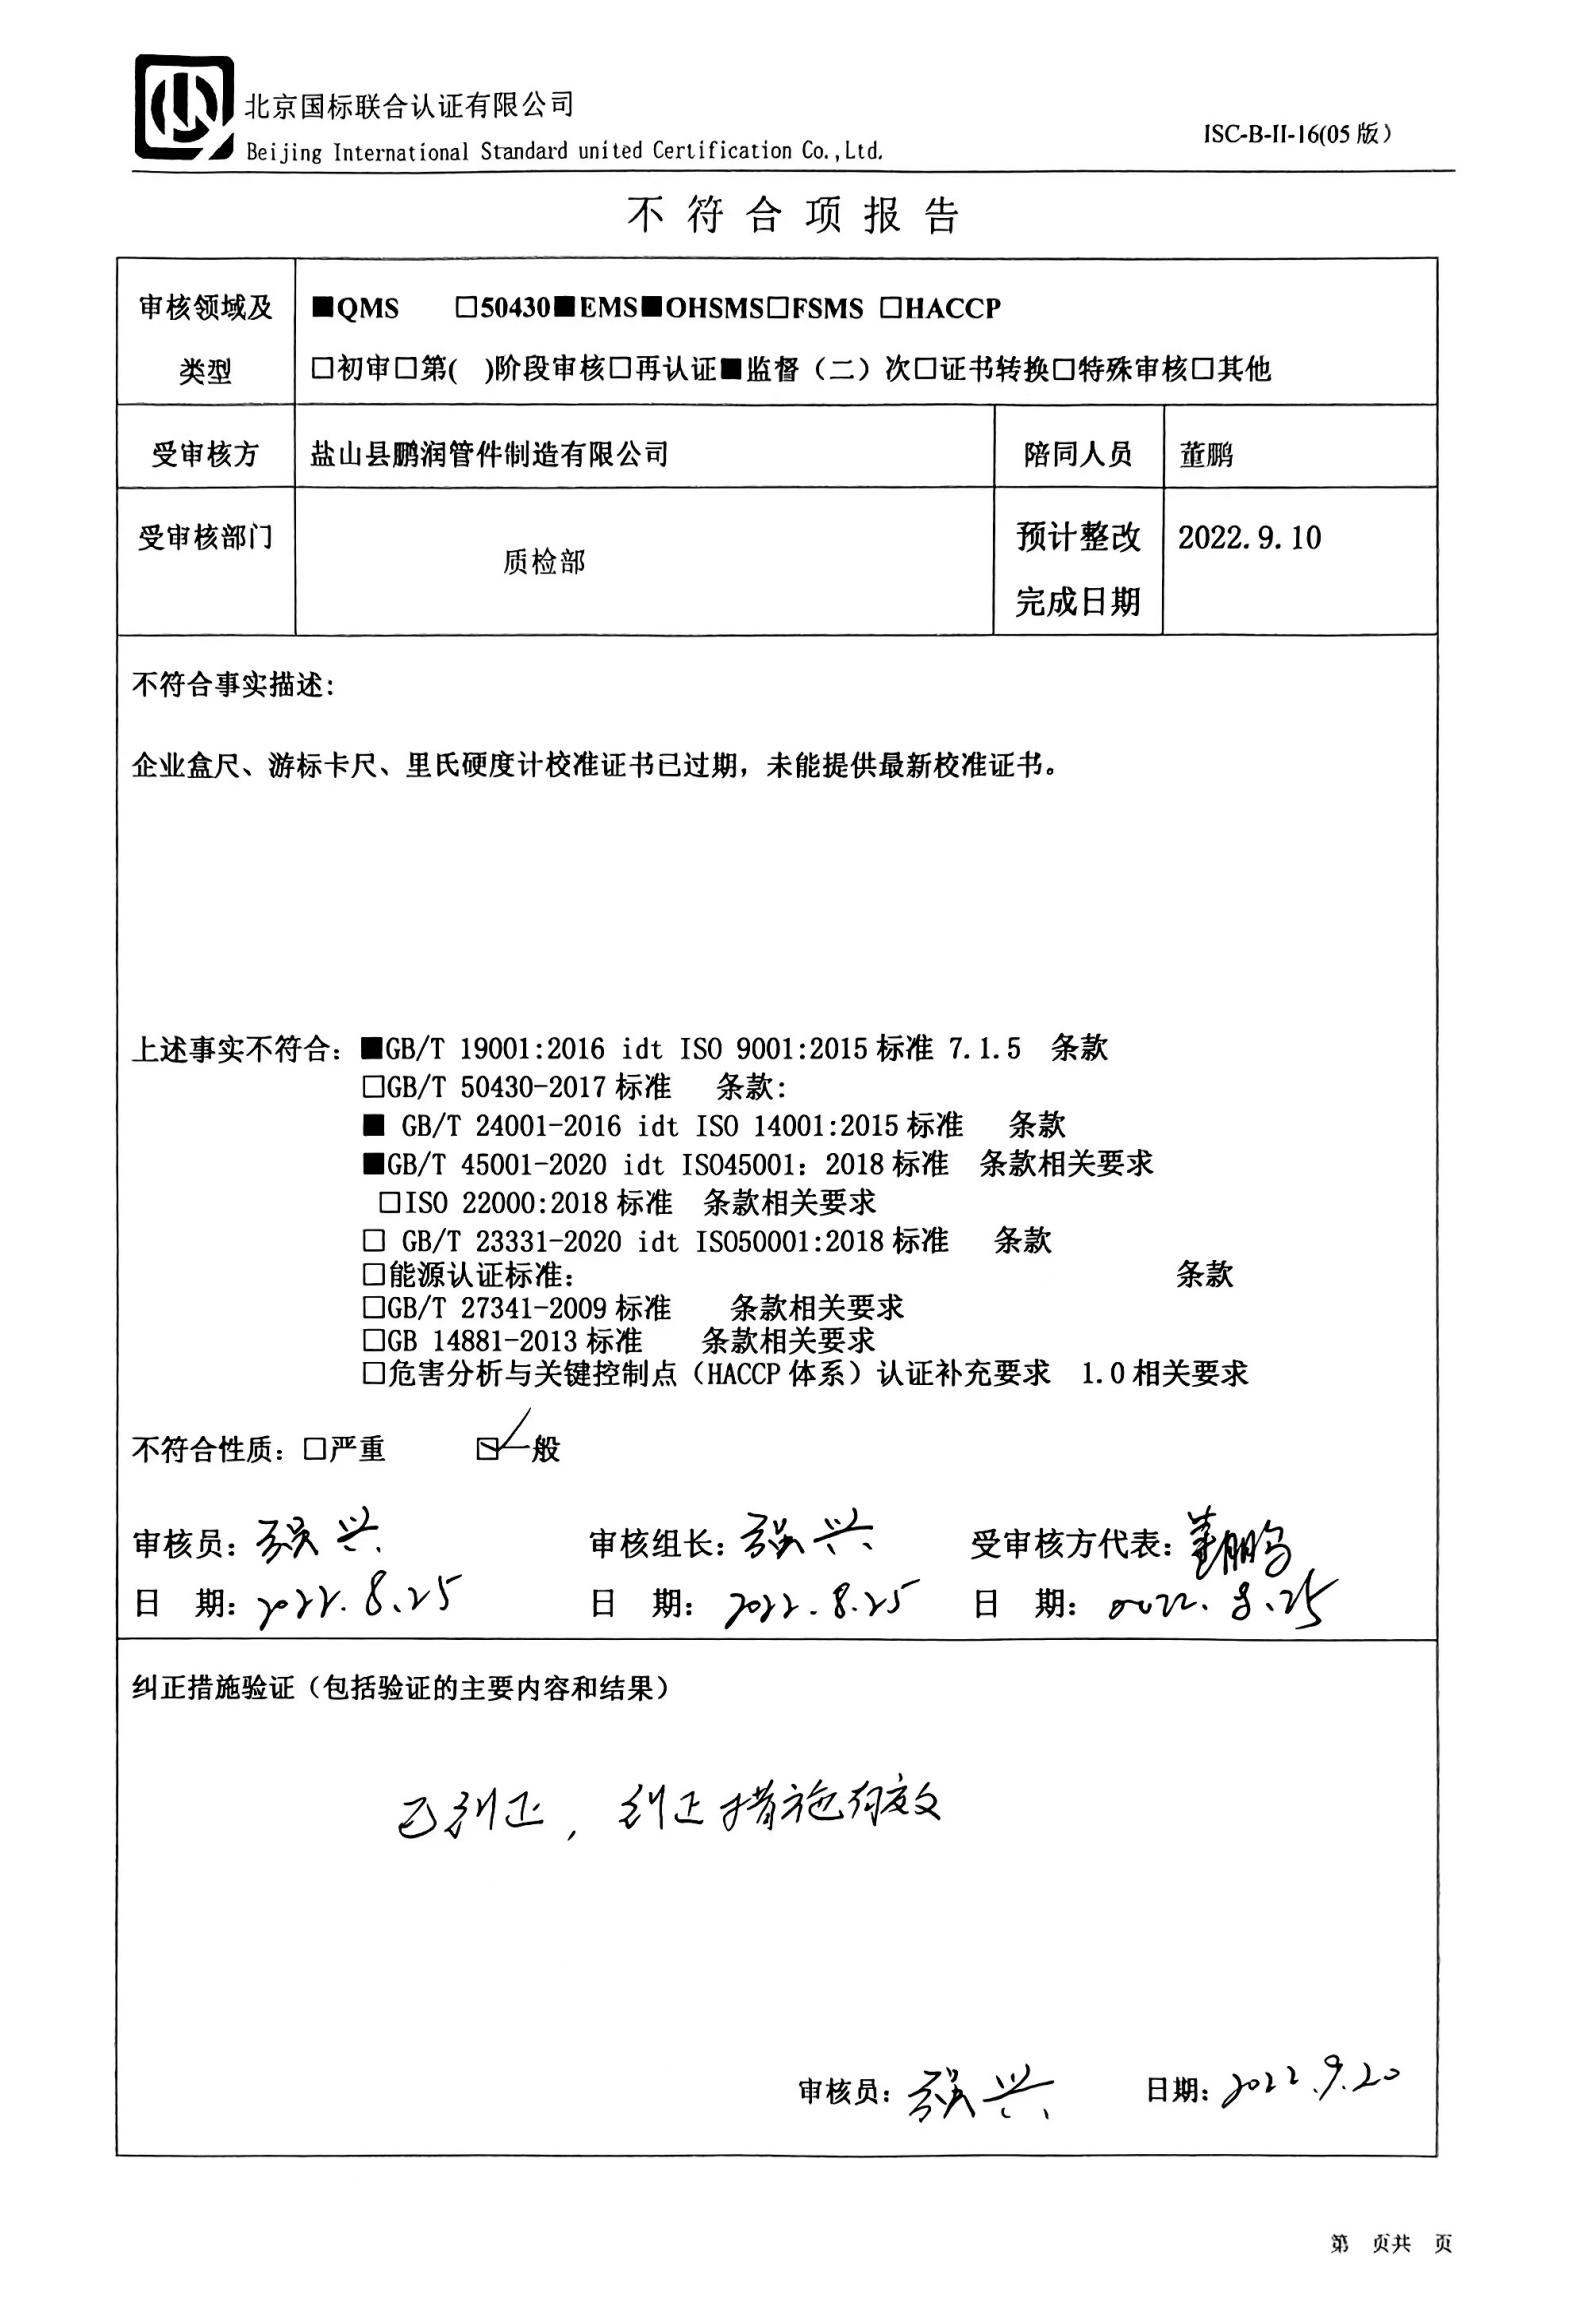 北京国标联合认证有限公司
Beijing International Standard united Certification Co.,Ltd.
ISC-B-II-16(05版)
不符合项报告
审核领域及
类型
■QMS □50430■EMS■OHSMS□FSMS □HACCP
□初审□第( )阶段审核□再认证■监督（二）次□证书转换□特殊审核□其他
受审核方 盐山县鹏润管件制造有限公司 陪同人员 董鹏
受审核部门 质检部 预计整改 2022.9.10
完成日期
不符合事实描述:
企业盒尺、游标卡尺、里氏硬度计校准证书已过期，未能提供最新校准证书。
上述事实不符合: ■GB/T 19001:2016 idt ISO 9001:2015标准 7.1.5 条款
□GB/T 50430-2017标准 条款:
■ GB/T 24001-2016 idt ISO 14001:2015标准 条款
■GB/T 45001-2020 idt ISO45001: 2018标准 条款相关要求
□ISO 22000:2018标准 条款相关要求
□ GB/T 23331-2020 idt ISO50001:2018标准 条款
□能源认证标准: 条款
□GB/T 27341-2009标准 条款相关要求
□GB 14881-2013标准 条款相关要求
□危害分析与关键控制点（HACCP体系）认证补充要求 1.0相关要求
不符合性质: □严重 ☑一般
审核员: 强兴 审核组长: 强兴 受审核方代表: 董鹏
日 期: 2022.8.25 日 期: 2022.8.25 日 期: 2022.8.25
纠正措施验证（包括验证的主要内容和结果）
已纠正，纠正措施有效
审核员: 强兴 日期: 2022.9.20
第 页共 页